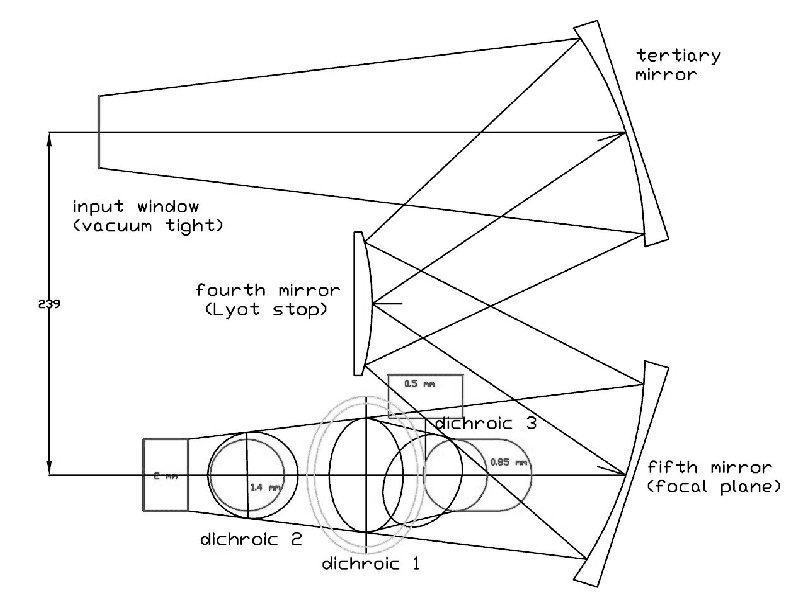 tertiary
mirror
input window
(vacuum tight)
239
fourth mirror
(Lyot stop)
0.5 mm
dichroic 3
0.85 mm
fifth mirror
(focal plane)
2 mm
1.4 mm
dichroic 2
dichroic 1